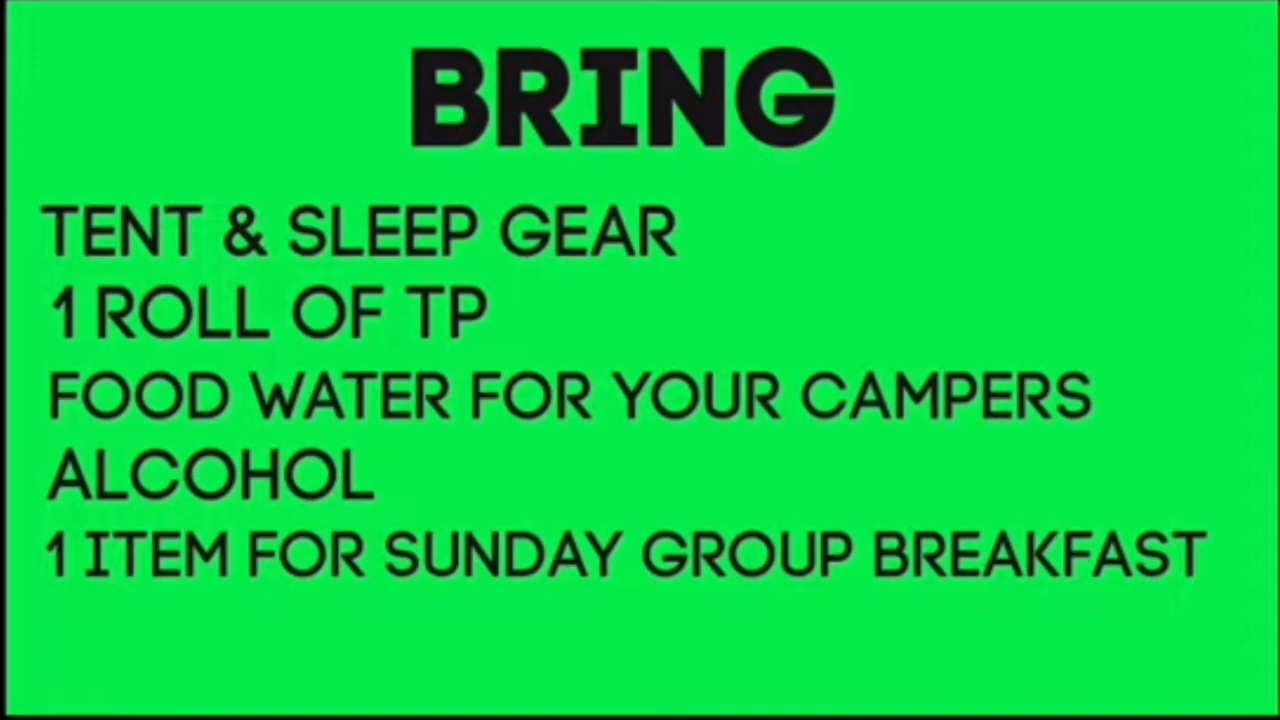 BRING
TENT & SLEEP GEAR
1 ROLL OF TP
FOOD WATER FOR YOUR CAMPERS
ALCOHOL
1 ITEM FOR SUNDAY GROUP BREAKFAST